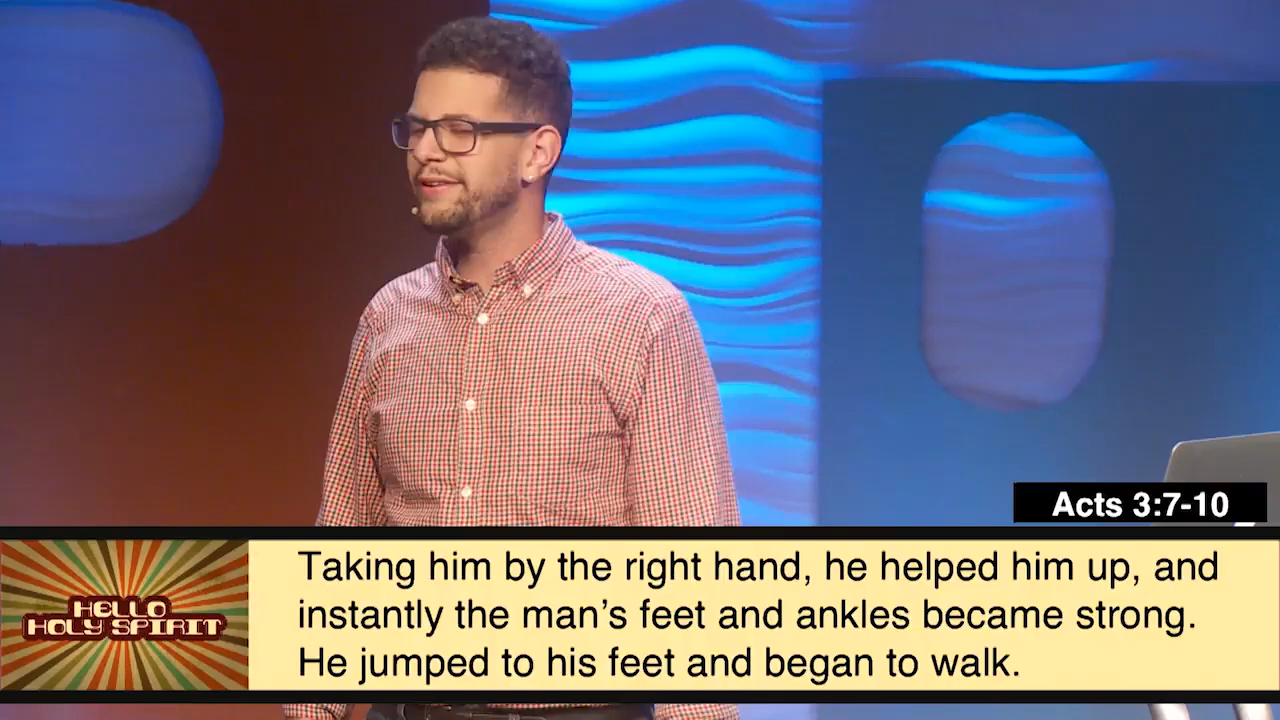 Acts 3:7-10
HELLO
HOLY SPIRIT
Taking him by the right hand, he helped him up, and
instantly the man’s feet and ankles became strong.
He jumped to his feet and began to walk.